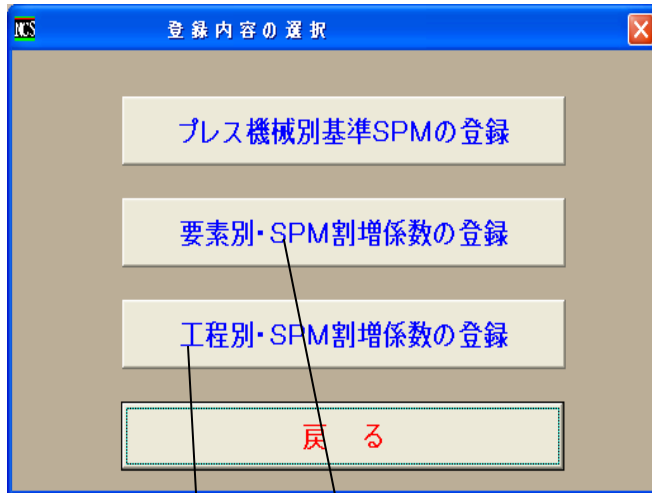 NCS 登録内容の選択
プレス機械別基準SPMの登録
要素別・SPM割増係数の登録
工程別・SPM割増係数の登録
戻 る